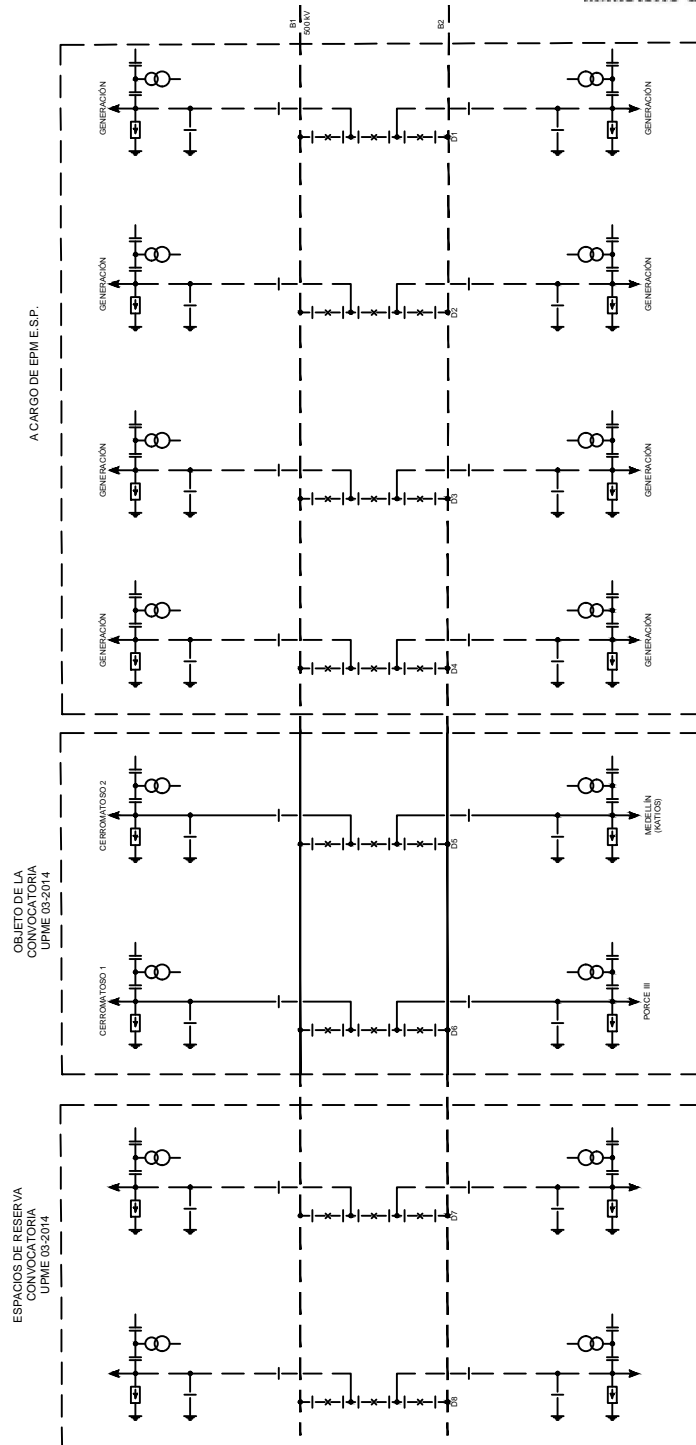 B1
500 kV
B2
A CARGO DE EPM E.S.P.
GENERACIÓN
GENERACIÓN
D1
GENERACIÓN
GENERACIÓN
D2
GENERACIÓN
GENERACIÓN
D3
GENERACIÓN
GENERACIÓN
D4
OBJETO DE LA
CONVOCATORIA
UPME 03-2014
CERROMATOSO 2
D5
MEDELLÍN
(KATIOS)
CERROMATOSO 1
D6
PORCE III
ESPACIOS DE RESERVA
CONVOCATORIA
UPME 03-2014
D7
D8